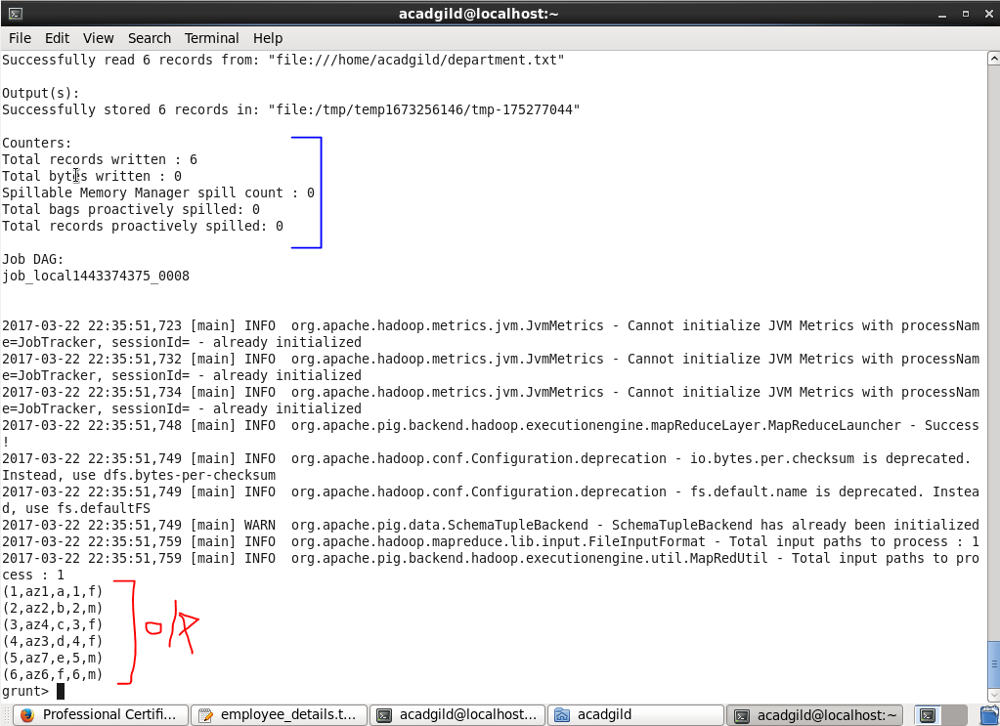 acadgild@localhost:~
File Edit View Search Terminal Help
Successfully read 6 records from: "file:///home/acadgild/department.txt"
Output(s):
Successfully stored 6 records in: "file:/tmp/temp1673256146/tmp-175277044"
Counters:
Total records written : 6
Total bytes written : 0
Spillable Memory Manager spill count : 0
Total bags proactively spilled: 0
Total records proactively spilled: 0
Job DAG:
job_local1443374375_0008
2017-03-22 22:35:51,723 [main] INFO  org.apache.hadoop.metrics.jvm.JvmMetrics - Cannot initialize JVM Metrics with processNam
e=JobTracker, sessionId= - already initialized
2017-03-22 22:35:51,732 [main] INFO  org.apache.hadoop.metrics.jvm.JvmMetrics - Cannot initialize JVM Metrics with processNam
e=JobTracker, sessionId= - already initialized
2017-03-22 22:35:51,734 [main] INFO  org.apache.hadoop.metrics.jvm.JvmMetrics - Cannot initialize JVM Metrics with processNam
e=JobTracker, sessionId= - already initialized
2017-03-22 22:35:51,748 [main] INFO  org.apache.pig.backend.hadoop.executionengine.mapReduceLayer.MapReduceLauncher - Success
!
2017-03-22 22:35:51,749 [main] INFO  org.apache.hadoop.conf.Configuration.deprecation - io.bytes.per.checksum is deprecated.
Instead, use dfs.bytes-per-checksum
2017-03-22 22:35:51,749 [main] INFO  org.apache.hadoop.conf.Configuration.deprecation - fs.default.name is deprecated. Instea
d, use fs.defaultFS
2017-03-22 22:35:51,749 [main] WARN  org.apache.pig.data.SchemaTupleBackend - SchemaTupleBackend has already been initialized
2017-03-22 22:35:51,759 [main] INFO  org.apache.hadoop.mapreduce.lib.input.FileInputFormat - Total input paths to process : 1
2017-03-22 22:35:51,759 [main] INFO  org.apache.pig.backend.hadoop.executionengine.util.MapRedUtil - Total input paths to pro
cess : 1
(1,az1,a,1,f)
(2,az2,b,2,m)
(3,az4,c,3,f)
o/P
(4,az3,d,4,f)
(5,az7,e,5,m)
(6,az6,f,6,m)
grunt>
Professional Certifi... employee_details.t... acadgild@localhost:... acadgild acadgild@localhost:~